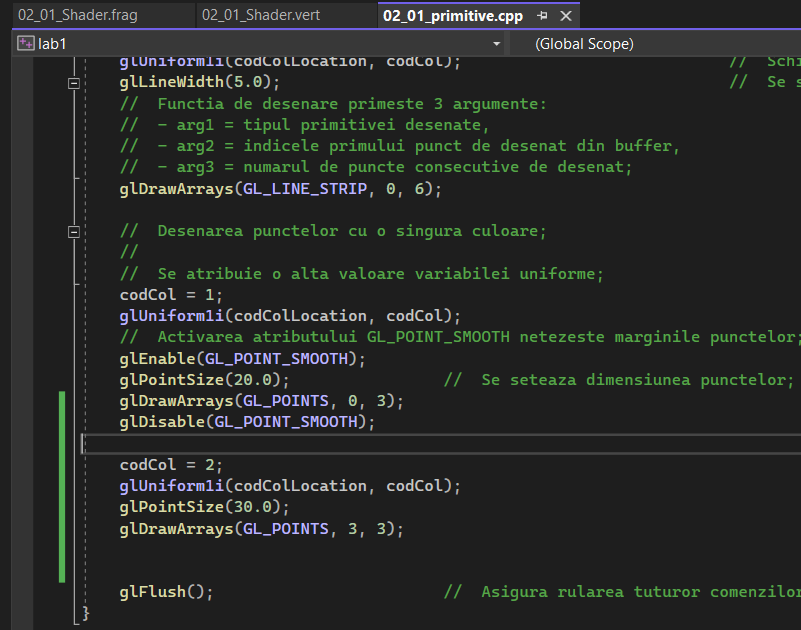 02_01_Shader.frag 02_01_Shader.vert 02_01_primitive.cpp
lab1 (Global Scope)
glUniform1i(codColLocation, codCol); // Schi
glLineWidth(5.0); // Se s
// Functia de desenare primeste 3 argumente:
// - arg1 = tipul primitivei desenate,
// - arg2 = indicele primului punct de desenat din buffer,
// - arg3 = numarul de puncte consecutive de desenat;
glDrawArrays(GL_LINE_STRIP, 0, 6);
// Desenarea punctelor cu o singura culoare;
//
// Se atribuie o alta valoare variabilei uniforme;
codCol = 1;
glUniform1i(codColLocation, codCol);
// Activarea atributului GL_POINT_SMOOTH netezeste marginile punctelor;
glEnable(GL_POINT_SMOOTH);
glPointSize(20.0); // Se seteaza dimensiunea punctelor;
glDrawArrays(GL_POINTS, 0, 3);
glDisable(GL_POINT_SMOOTH);
codCol = 2;
glUniform1i(codColLocation, codCol);
glPointSize(30.0);
glDrawArrays(GL_POINTS, 3, 3);
glFlush(); // Asigura rularea tuturor comenzilor
}